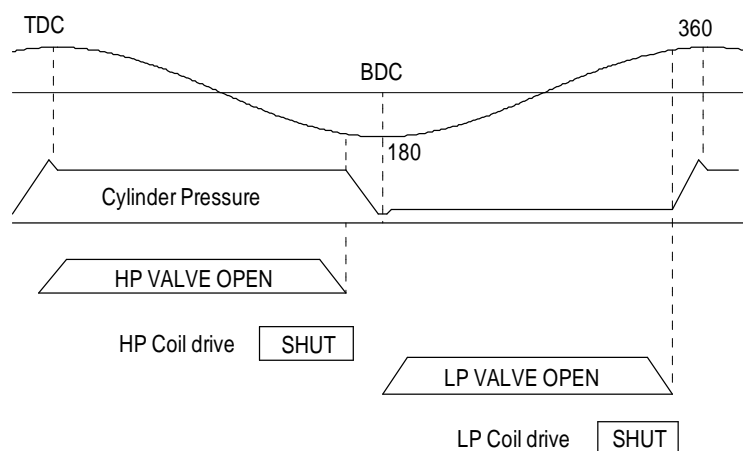 TDC
360
BDC
180
Cylinder Pressure
HP VALVE OPEN
HP Coil drive SHUT
LP VALVE OPEN
LP Coil drive SHUT